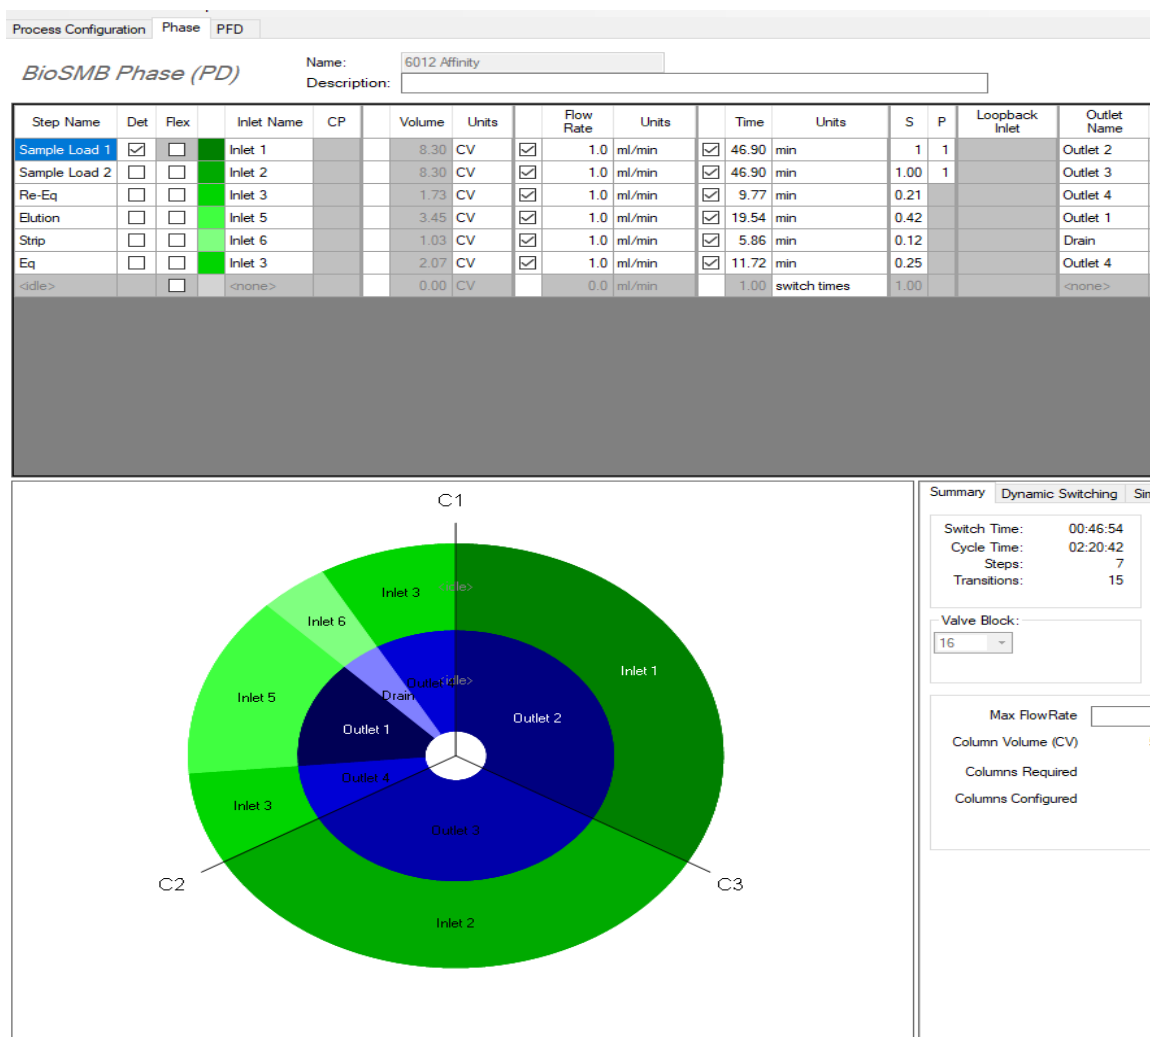 Process Configuration Phase PFD
BioSMB Phase (PD)
Name: 6012 Affinity
Description:
Step Name Det Flex Inlet Name CP Volume Units Flow Rate Units Time Units S P Loopback Inlet Outlet Name
Sample Load 1 Inlet 1 8.30 CV 1.0 ml/min 46.90 min 1 1 Outlet 2
Sample Load 2 Inlet 2 8.30 CV 1.0 ml/min 46.90 min 1.00 1 Outlet 3
Re-Eq Inlet 3 1.73 CV 1.0 ml/min 9.77 min 0.21 Outlet 4
Elution Inlet 5 3.45 CV 1.0 ml/min 19.54 min 0.42 Outlet 1
Strip Inlet 6 1.03 CV 1.0 ml/min 5.86 min 0.12 Drain
Eq Inlet 3 2.07 CV 1.0 ml/min 11.72 min 0.25 Outlet 4
<idle> <none> 0.00 CV 0.0 ml/min 1.00 switch times 1.00 <none>
C1
Inlet 3 <idle>
Inlet 6
Inlet 1
Outlet 4 <idle>
Drain
Inlet 5
Outlet 2
Outlet 1
Outlet 4
Inlet 3
Outlet 3
C2
C3
Inlet 2
Summary Dynamic Switching Sim
Switch Time: 00:46:54
Cycle Time: 02:20:42
Steps: 7
Transitions: 15
Valve Block:
16
Max FlowRate
Column Volume (CV)
Columns Required
Columns Configured